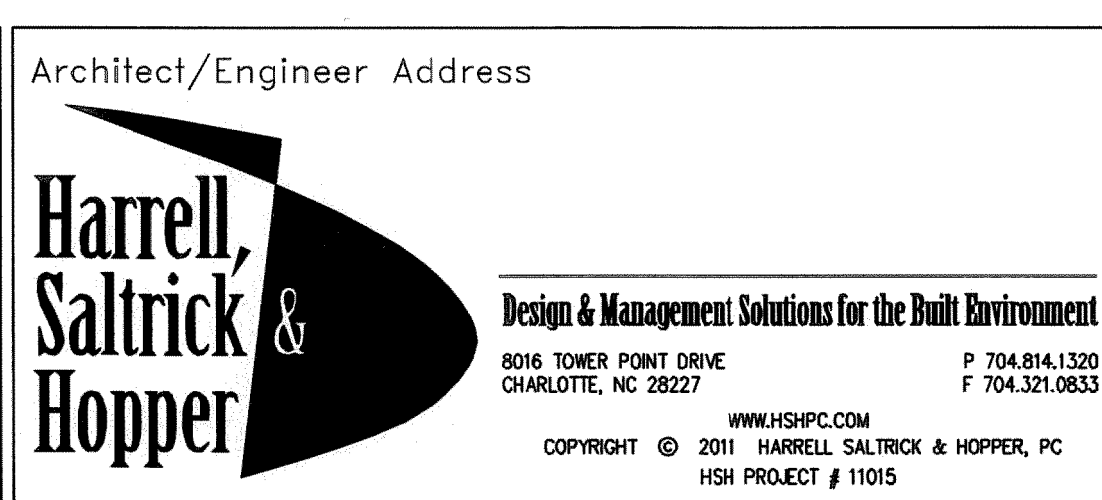 Architect/Engineer Address
Harrell,
Saltrick &
Hopper
Design & Management Solutions for the Built Environment
8016 TOWER POINT DRIVE P 704.814.1320
CHARLOTTE, NC 28227 F 704.321.0833
WWW.HSHPC.COM
COPYRIGHT © 2011 HARRELL SALTRICK & HOPPER, PC
HSH PROJECT # 11015